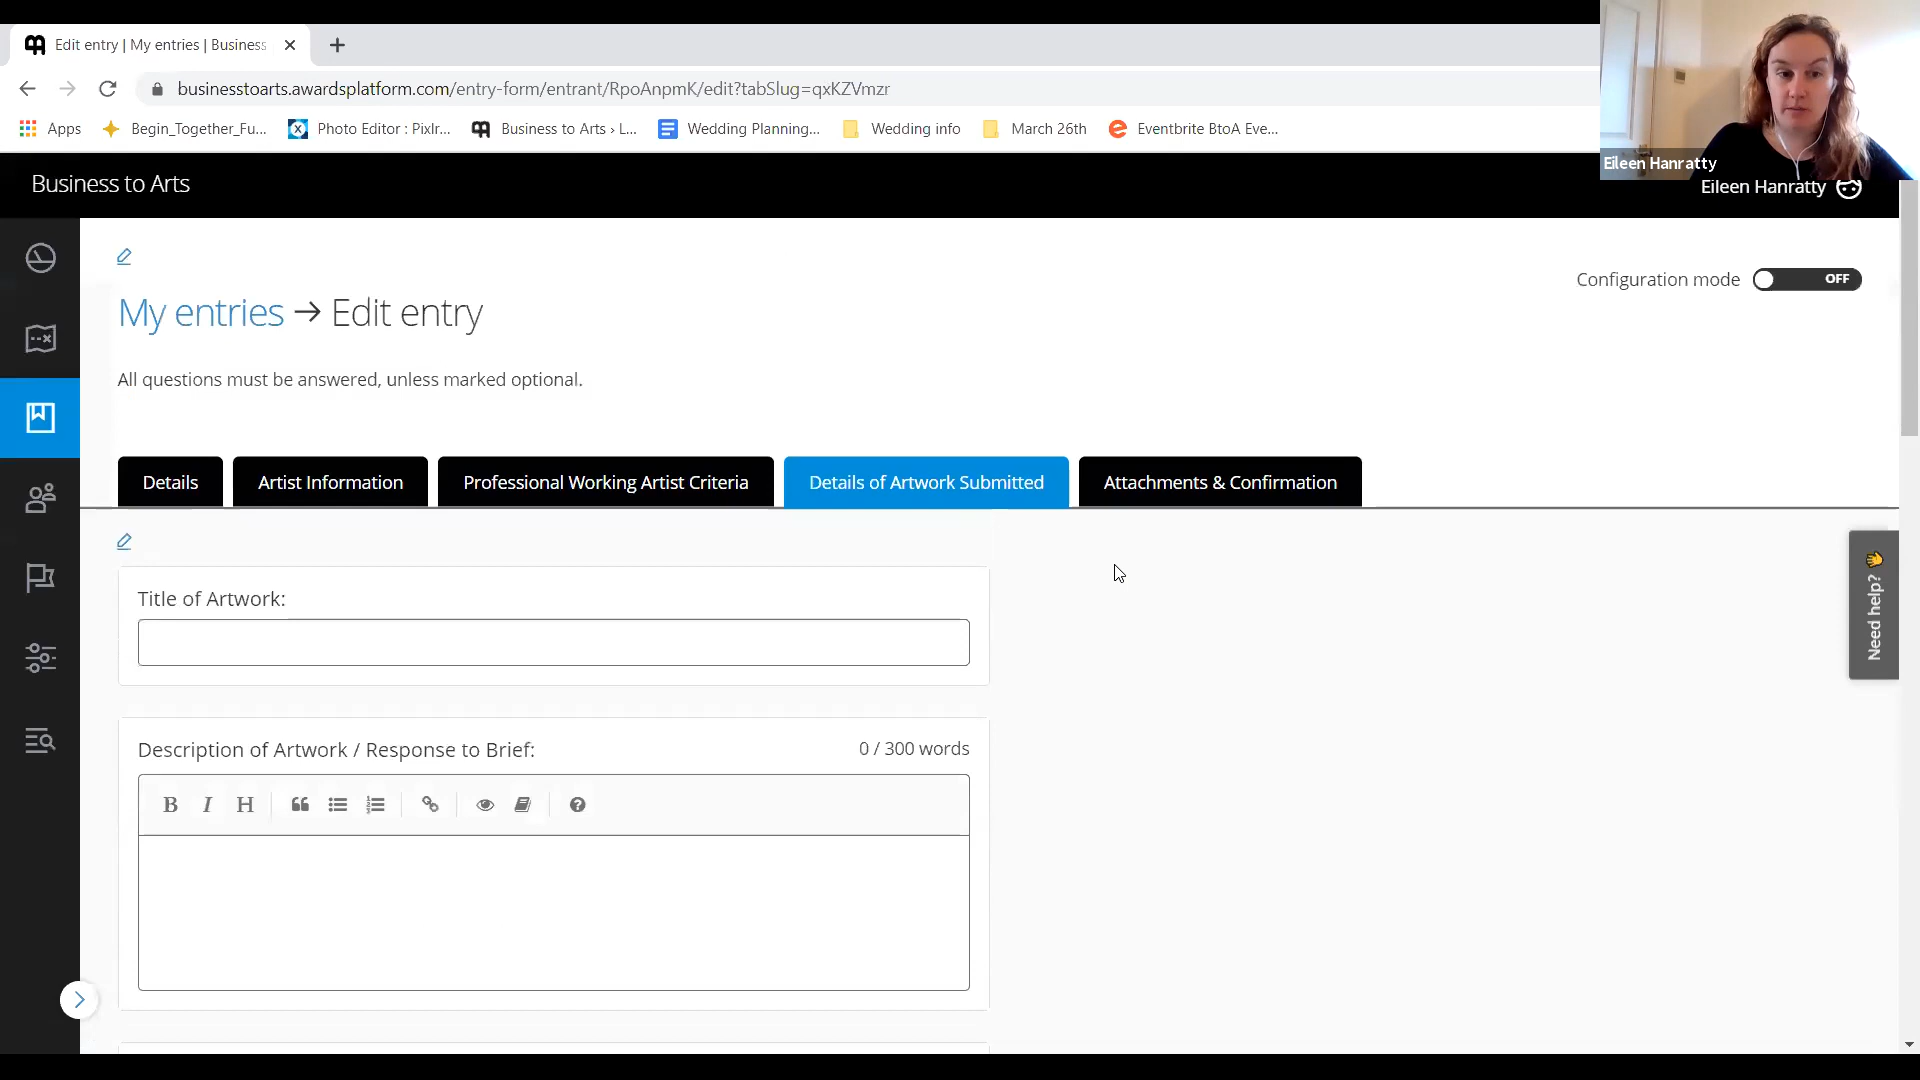 Edit entry | My entries | Business
businesstoarts.awardsplatform.com/entry-form/entrant/RpoAnpmK/edit?tabSlug=qxKZVmzr
Apps Begin_Together_Fu... Photo Editor : Pixlr... Business to Arts › L... Wedding Planning... Wedding info March 26th Eventbrite BtoA Eve...
Eileen Hanratty
Business to Arts
Eileen Hanratty
Configuration mode OFF
My entries → Edit entry
All questions must be answered, unless marked optional.
Details Artist Information Professional Working Artist Criteria Details of Artwork Submitted Attachments & Confirmation
Need help?
Title of Artwork:
Description of Artwork / Response to Brief: 0 / 300 words
B I H